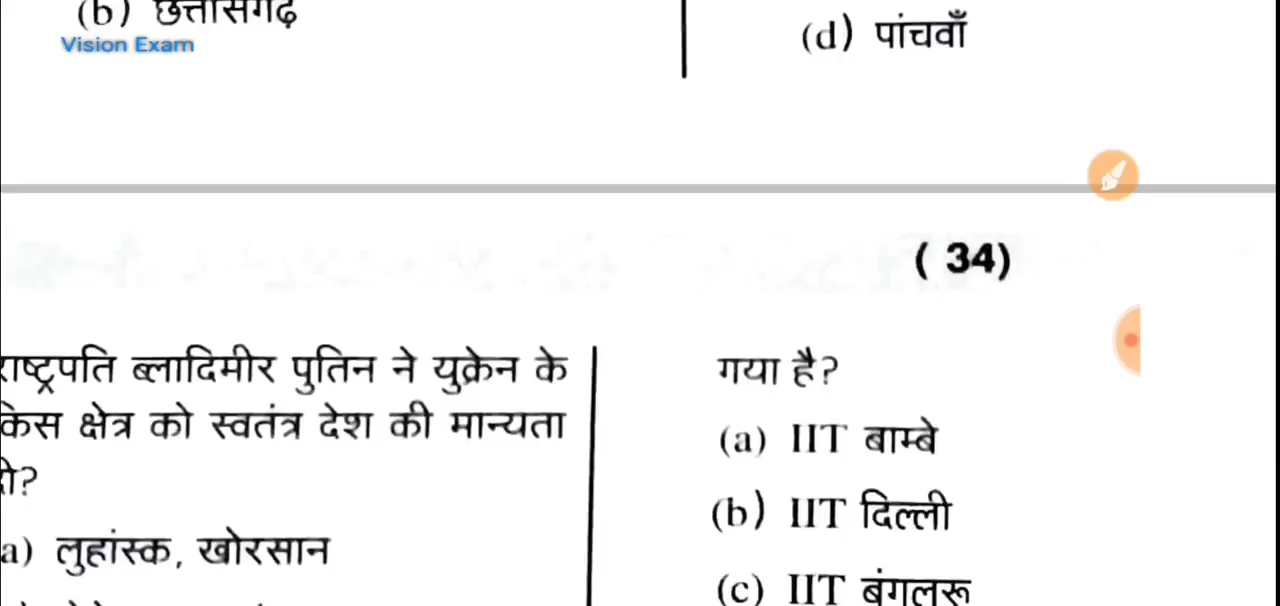 (b) छत्तीसगढ़
Vision Exam
(d) पांचवाँ
( 34)
राष्ट्रपति ब्लादिमीर पुतिन ने युक्रेन के
किस क्षेत्र को स्वतंत्र देश की मान्यता
दी?
a) लुहांस्क, खोरसान
गया है?
(a) IIT बाम्बे
(b) IIT दिल्ली
(c) IIT बंगलरू